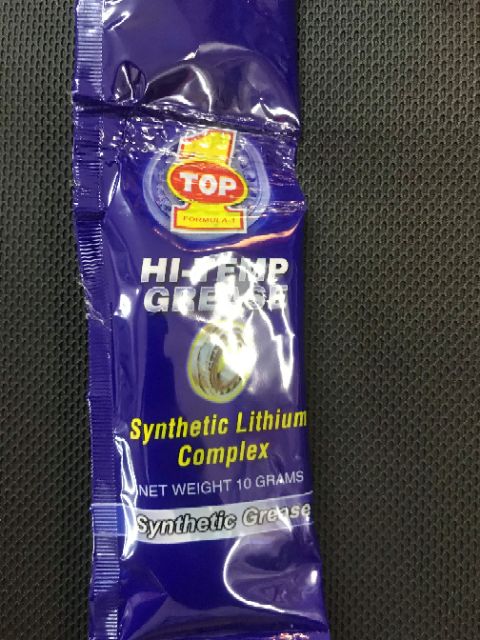 TOP
FORMULA-1
HI-TEMP
GREASE
Synthetic Lithium
Complex
NET WEIGHT 10 GRAMS
Synthetic Grease